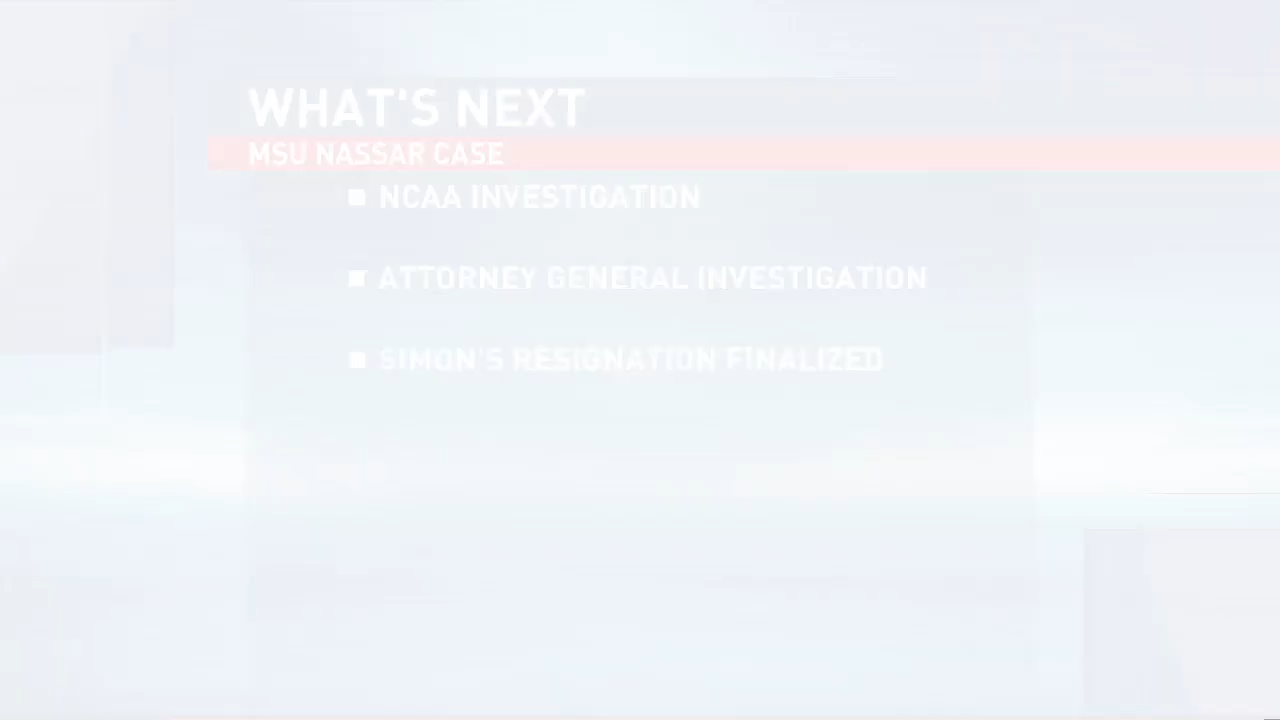 WHAT'S NEXT
MSU NASSAR CASE
■ NCAA INVESTIGATION
■ ATTORNEY GENERAL INVESTIGATION
■ SIMON'S RESIGNATION FINALIZED